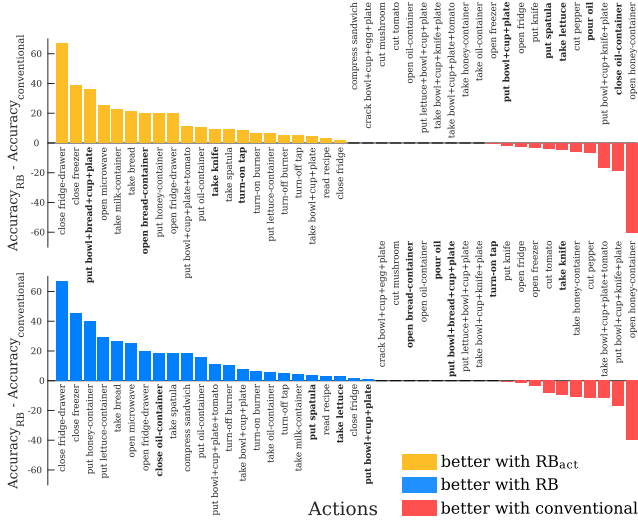 compress sandwich
crack bowl+cup+egg+plate
cut mushroom
cut tomato
open oil-container
put lettuce+bowl+cup+plate
take bowl+cup+knife+plate
take bowl+cup+plate+tomato
take honey-container
take oil-container
open freezer
put bowl+cup+plate
open fridge
put knife
put spatula
take lettuce
cut pepper
pour oil
put bowl+cup+knife+plate
close oil-container
open honey-container
Accuracy_RB - Accuracy_conventional
60
40
20
0
-20
-40
-60
close fridge-drawer
close freezer
put bowl+bread+cup+plate
open microwave
take milk-container
take bread
open bread-container
put honey-container
open fridge-drawer
put bowl+cup+plate+tomato
put oil-container
take knife
take spatula
turn-on tap
turn-on burner
put lettuce-container
turn-off burner
turn-off tap
take bowl+cup+plate
read recipe
close fridge
crack bowl+cup+egg+plate
cut mushroom
open bread-container
open oil-container
pour oil
put bowl+bread+cup+plate
put lettuce+bowl+cup+plate
take bowl+cup+knife+plate
turn-on tap
put knife
open fridge
open freezer
cut tomato
take knife
take honey-container
cut pepper
take bowl+cup+plate+tomato
put bowl+cup+knife+plate
open honey-container
Accuracy_RB - Accuracy_conventional
60
40
20
0
-20
-40
-60
close fridge-drawer
close freezer
put honey-container
put lettuce-container
take bread
open microwave
open fridge-drawer
close oil-container
take spatula
compress sandwich
put oil-container
put bowl+cup+plate+tomato
turn-off burner
take bowl+cup+plate
turn-on burner
take oil-container
turn-off tap
take milk-container
put spatula
read recipe
take lettuce
close fridge
put bowl+cup+plate
better with RB_act
better with RB
better with conventional
Actions